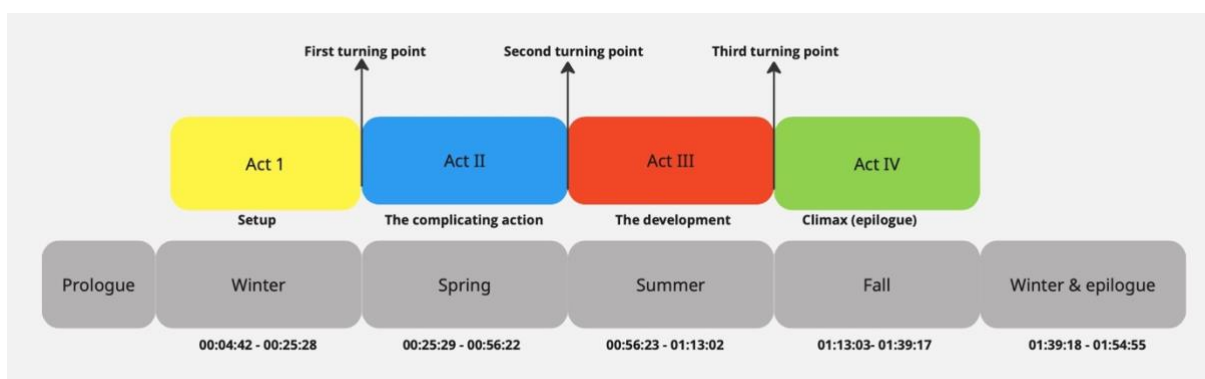 First turning point Second turning point Third turning point
Act 1 Act II Act III Act IV
Setup The complicating action The development Climax (epilogue)
Prologue Winter Spring Summer Fall Winter & epilogue
00:04:42 - 00:25:28 00:25:29 - 00:56:22 00:56:23 - 01:13:02 01:13:03- 01:39:17 01:39:18 - 01:54:55